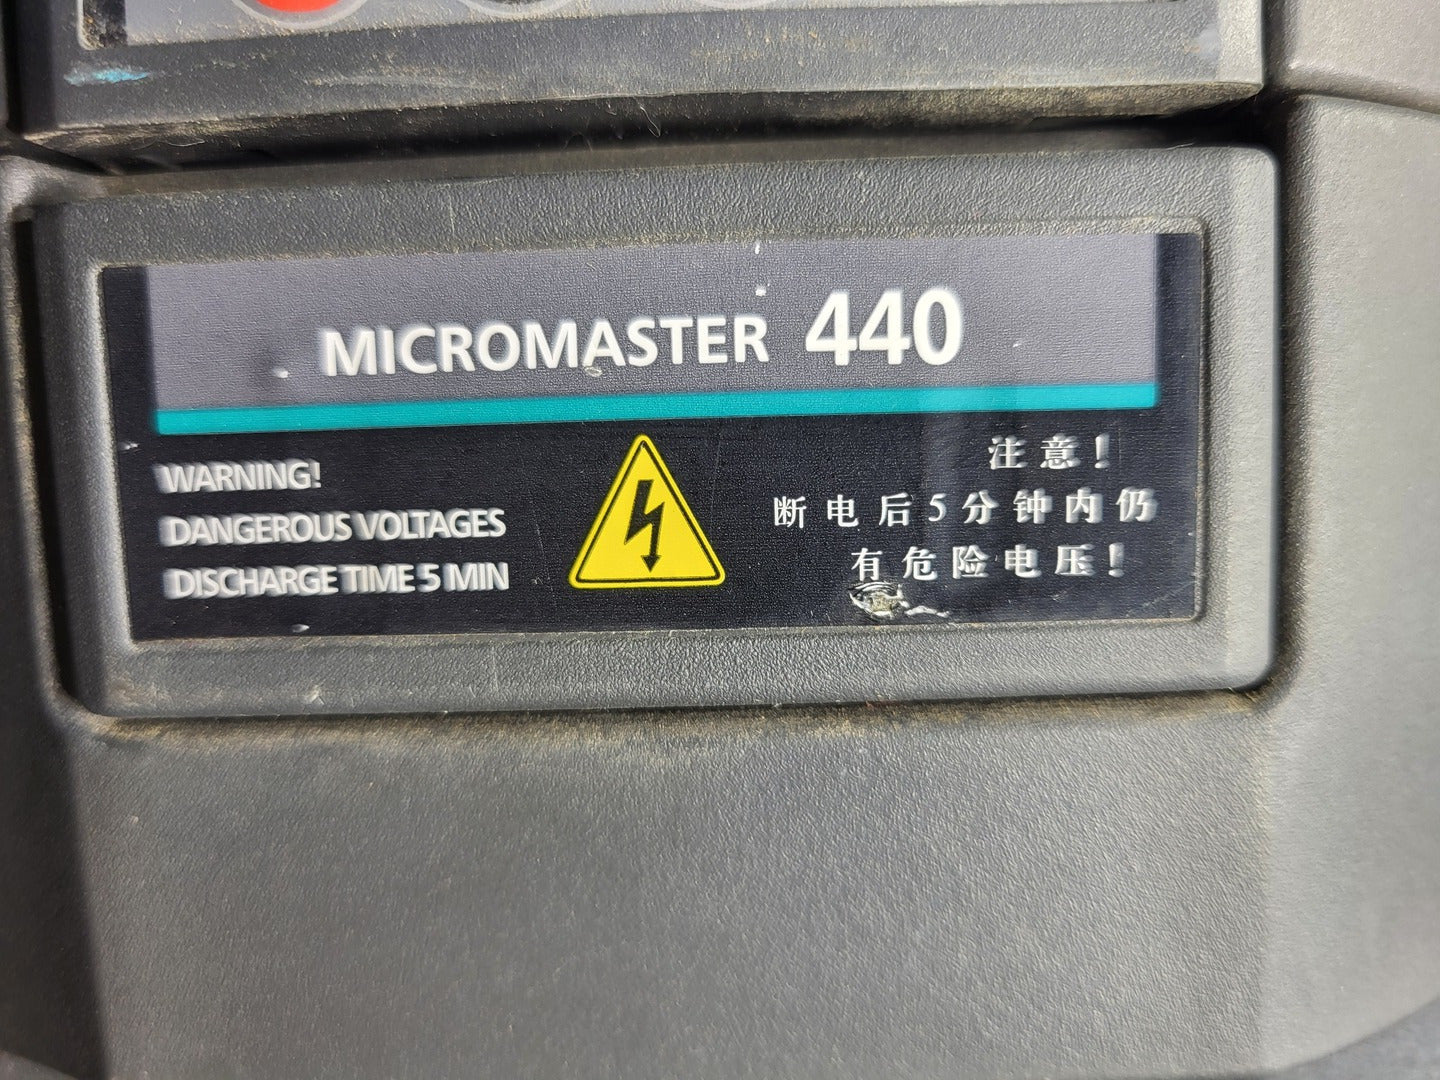 MICROMASTER 440
WARNING!
DANGEROUS VOLTAGES
DISCHARGE TIME 5 MIN
注意！
断电后5分钟内仍
有危险电压！